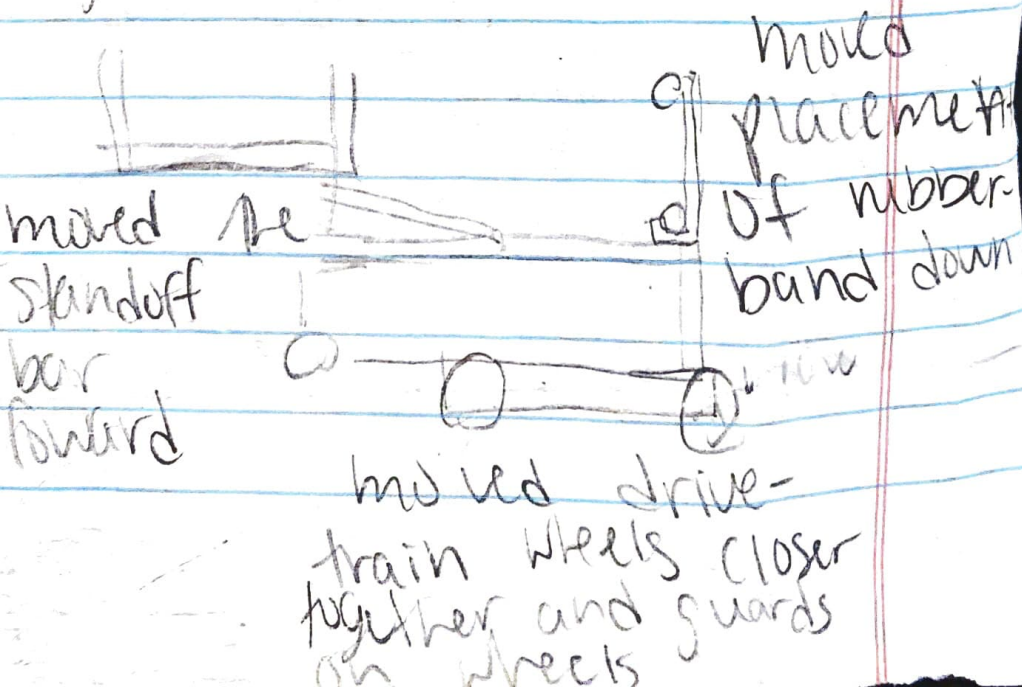 moved
placement
of rubber-
band down
moved the
standoff
bar
foward
moved drive-
train wheels closer
together and guards
on wheels